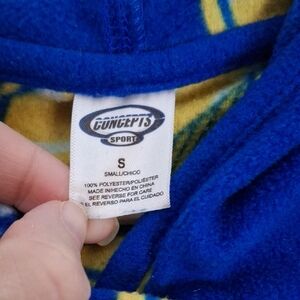 CONCEPTS
SPORT
S
SMALL/CHICO
100% POLYESTER/POLIÉSTER
MADE IN/HECHO EN CHINA
SEE REVERSE FOR CARE
EL REVERSO PARA EL CUIDADO